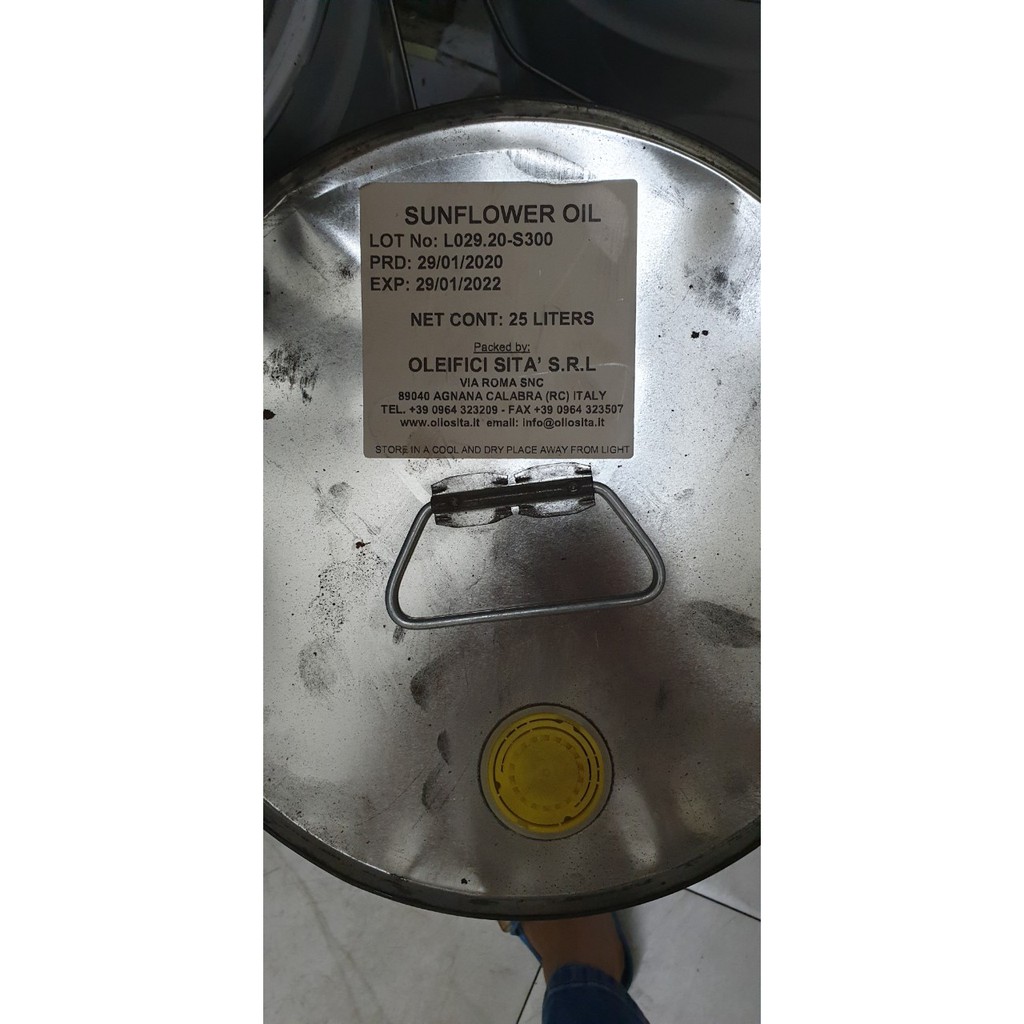 SUNFLOWER OIL
LOT No: L029.20-S300
PRD: 29/01/2020
EXP: 29/01/2022
NET CONT: 25 LITERS
Packed by:
OLEIFICI SITA' S.R.L
VIA ROMA SNC
89040 AGNANA CALABRA (RC) ITALY
TEL. +39 0964 323209 - FAX +39 0964 323507
www.oliosita.it email: info@oliosita.it
STORE IN A COOL AND DRY PLACE AWAY FROM LIGHT